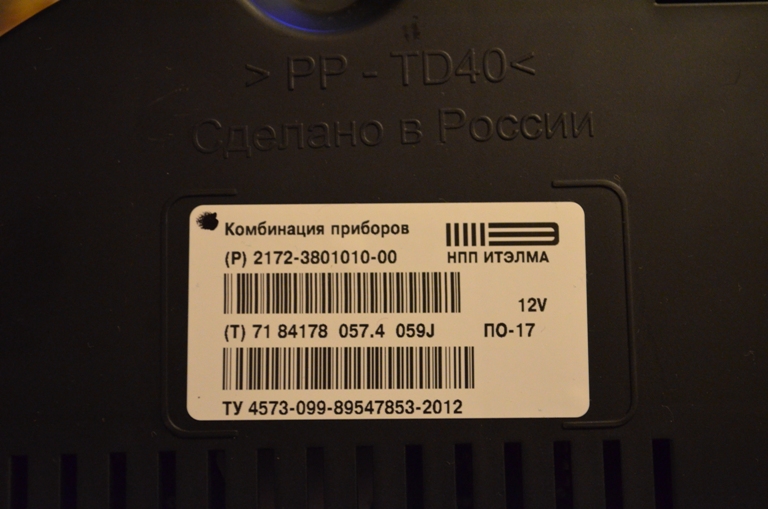 >PP - TD40<
Сделано в России
Комбинация приборов
(P) 2172-3801010-00
НПП ИТЭЛМА
12V
(T) 71 84178 057.4 059J ПО-17
ТУ 4573-099-89547853-2012